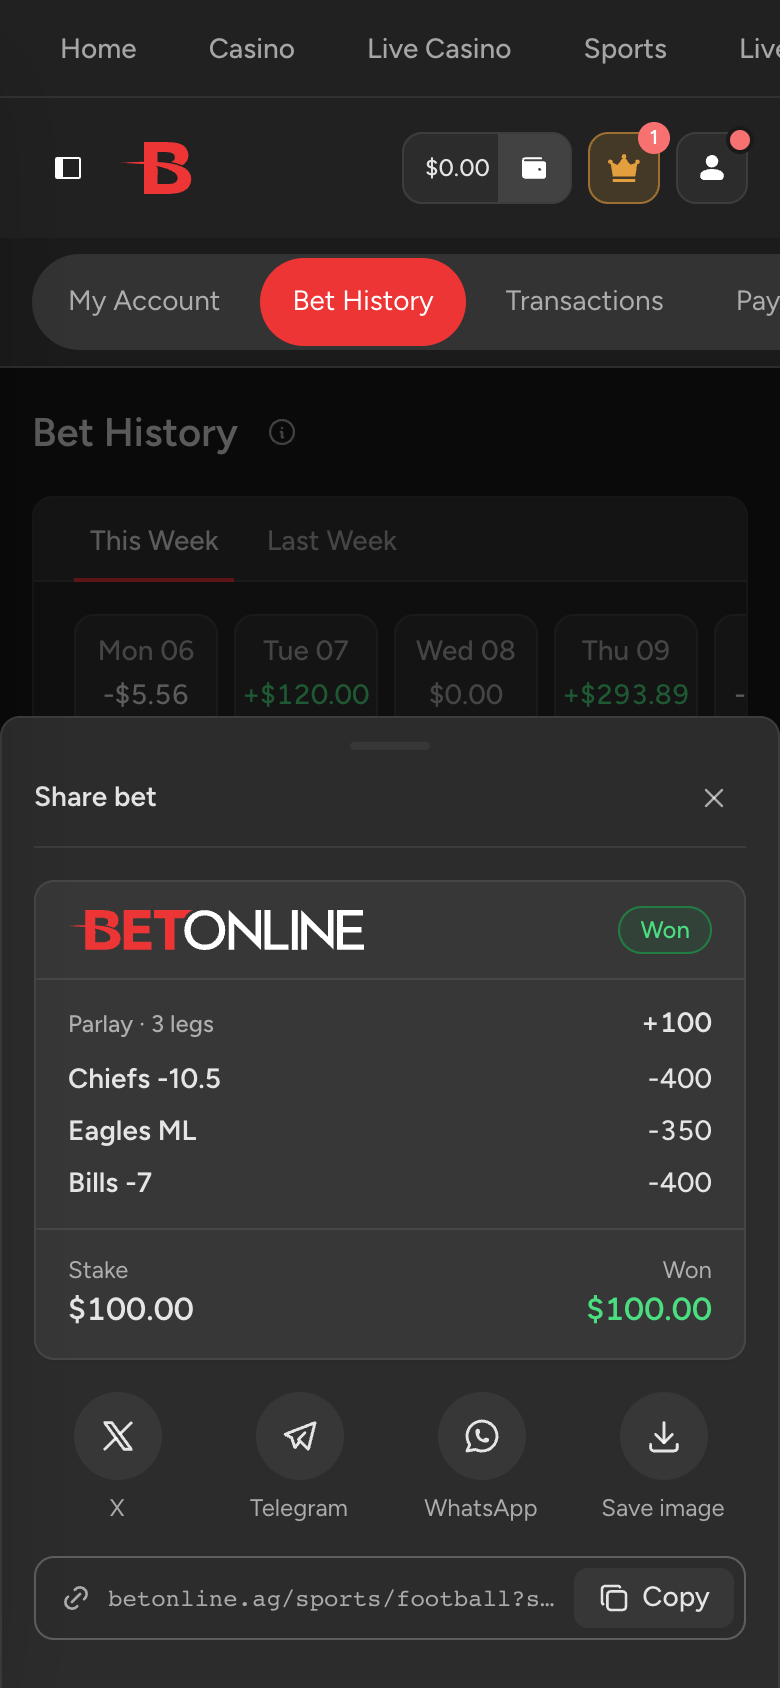 Home Casino Live Casino Sports Live
$0.00 1
B
My Account Bet History Transactions Pay
Bet History
This Week Last Week
Mon 06 Tue 07 Wed 08 Thu 09
-$5.56 +$120.00 $0.00 +$293.89 -
Share bet
BETONLINE Won
Parlay · 3 legs +100
Chiefs -10.5 -400
Eagles ML -350
Bills -7 -400
Stake Won
$100.00 $100.00
X Telegram WhatsApp Save image
betonline.ag/sports/football?s… Copy